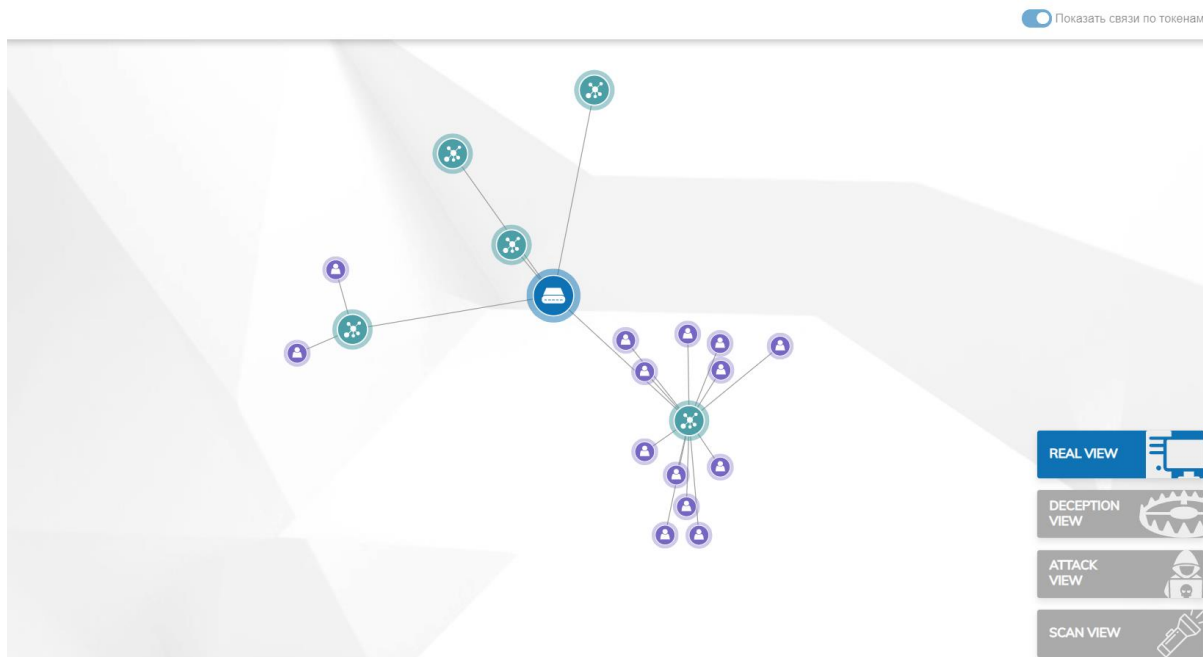 Показать связи по токенам
REAL VIEW
DECEPTION
VIEW
ATTACK
VIEW
SCAN VIEW